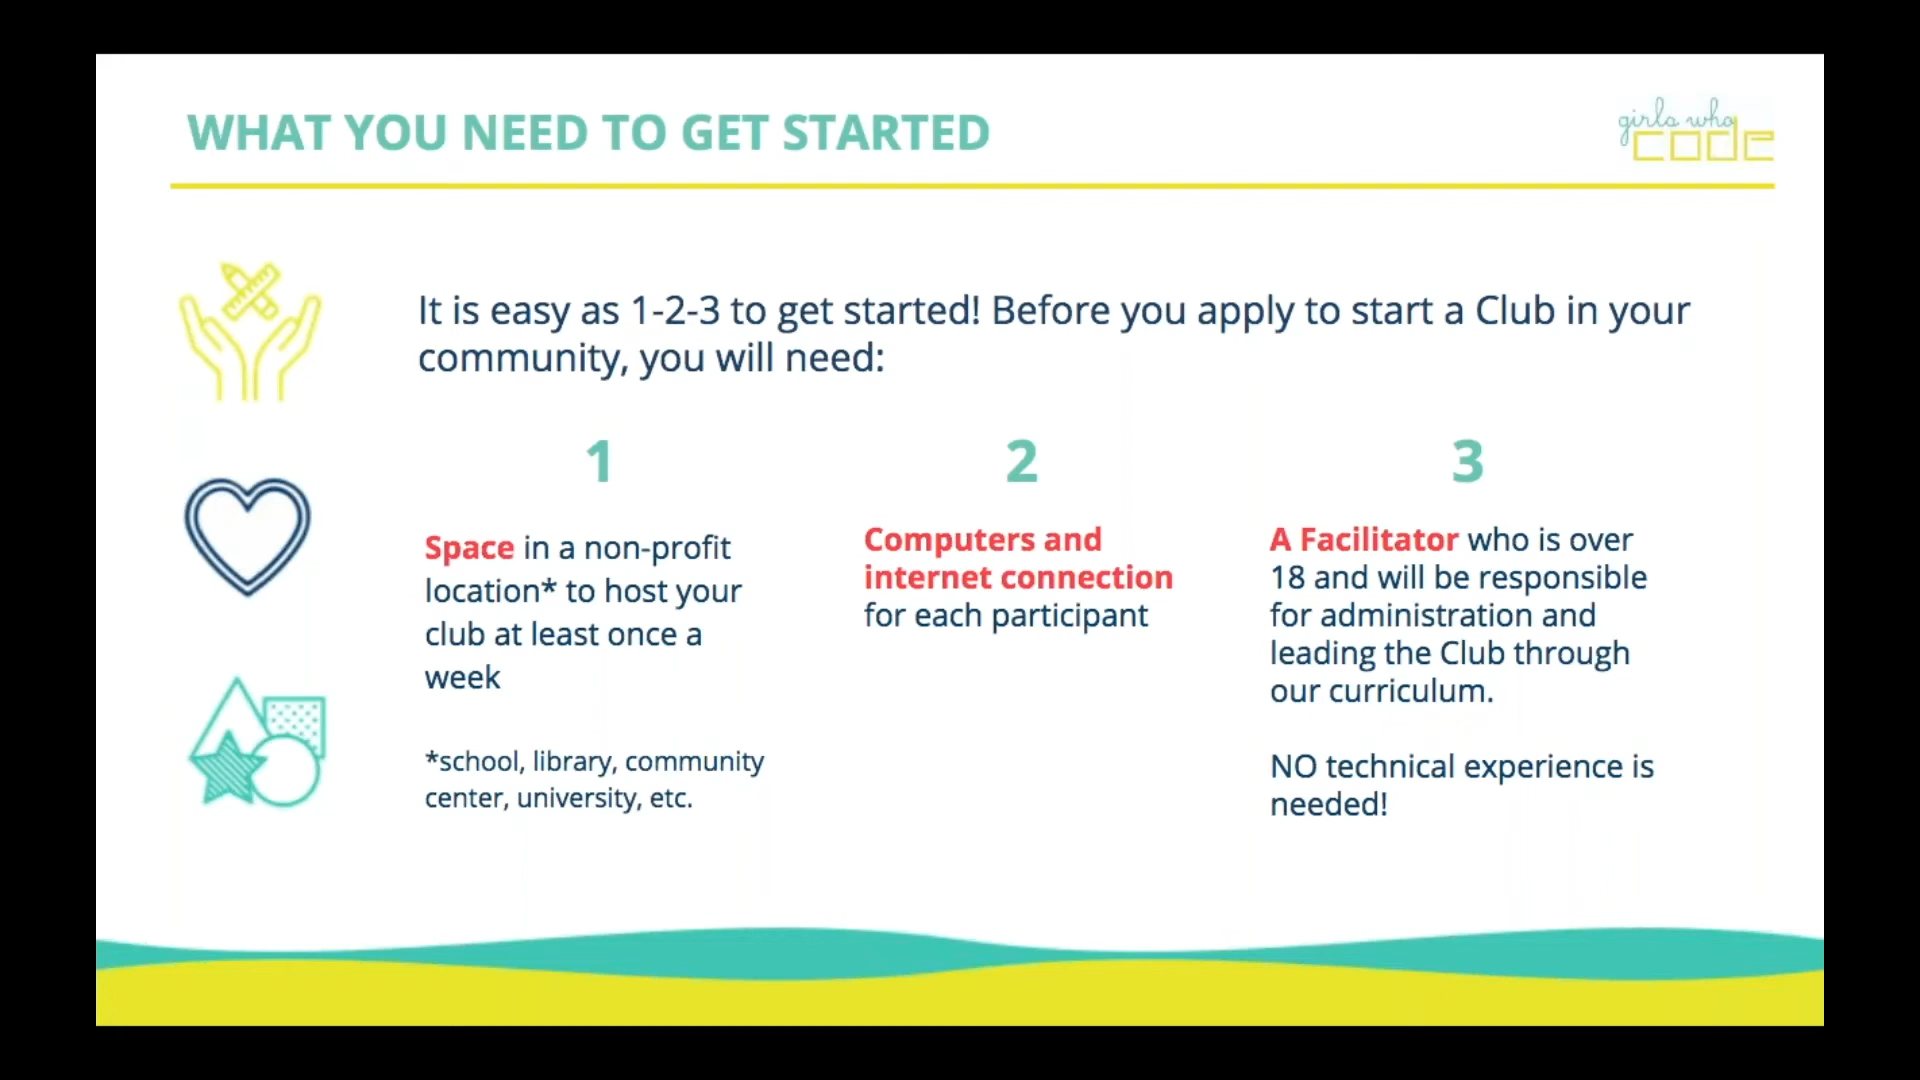 WHAT YOU NEED TO GET STARTED
girls who
code
It is easy as 1-2-3 to get started! Before you apply to start a Club in your
community, you will need:
1
Space in a non-profit
location* to host your
club at least once a
week
*school, library, community
center, university, etc.
2
Computers and
internet connection
for each participant
3
A Facilitator who is over
18 and will be responsible
for administration and
leading the Club through
our curriculum.
NO technical experience is
needed!